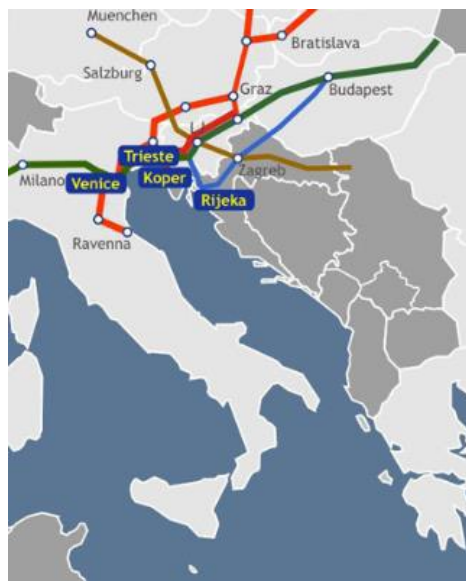 Muenchen
Bratislava
Salzburg
Graz
Budapest
Trieste
Zagreb
Milano
Venice
Koper
Rijeka
Ravenna